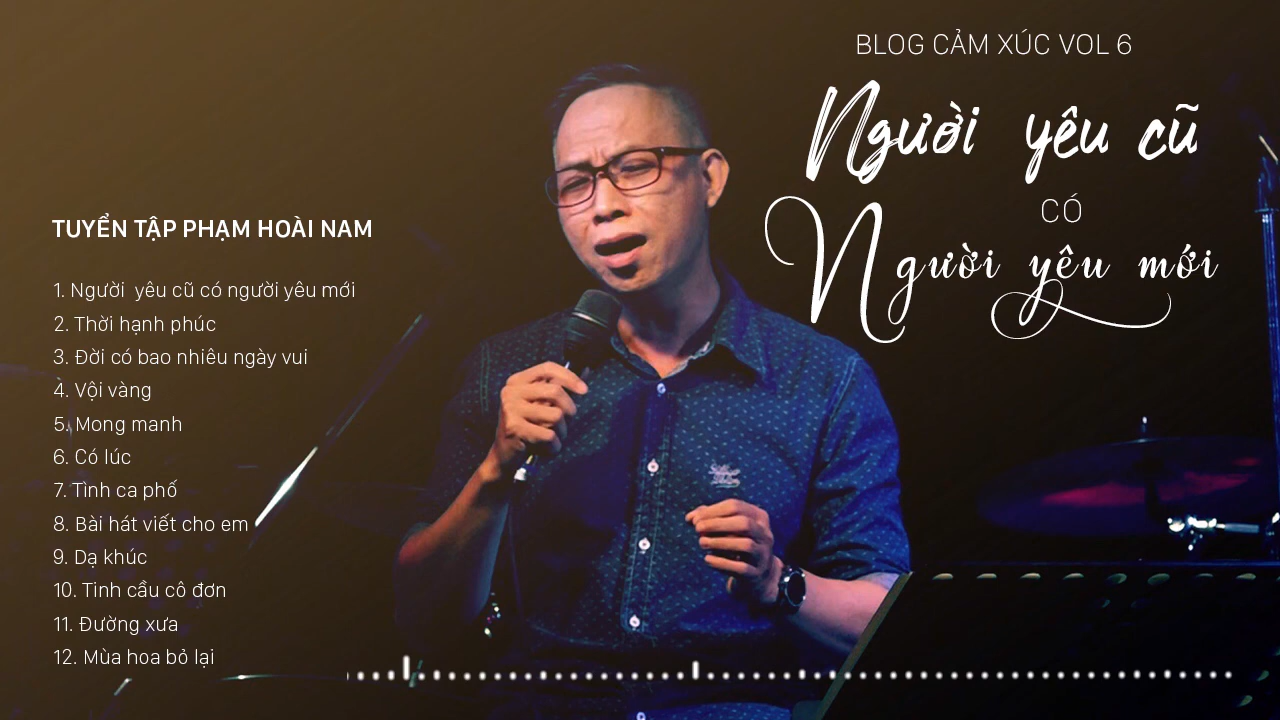 BLOG CẢM XÚC VOL 6
Người yêu cũ
CÓ
Người yêu mới
TUYỂN TẬP PHẠM HOÀI NAM
1. Người yêu cũ có người yêu mới
2. Thời hạnh phúc
3. Đời có bao nhiêu ngày vui
4. Vội vàng
5. Mong manh
6. Có lúc
7. Tình ca phố
8. Bài hát viết cho em
9. Dạ khúc
10. Tinh cầu cô đơn
11. Đường xưa
12. Mùa hoa bỏ lại